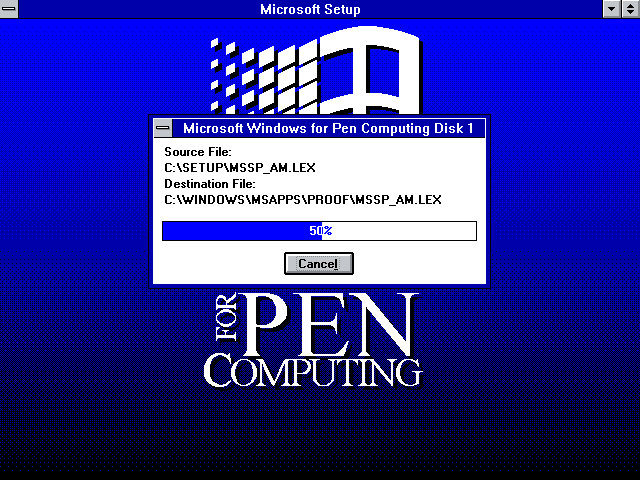 Microsoft Setup
Microsoft Windows for Pen Computing Disk 1
Source File:
C:\SETUP\MSSP_AM.LEX
Destination File:
C:\WINDOWS\MSAPPS\PROOF\MSSP_AM.LEX
50%
Cancel
FOR PEN
COMPUTING